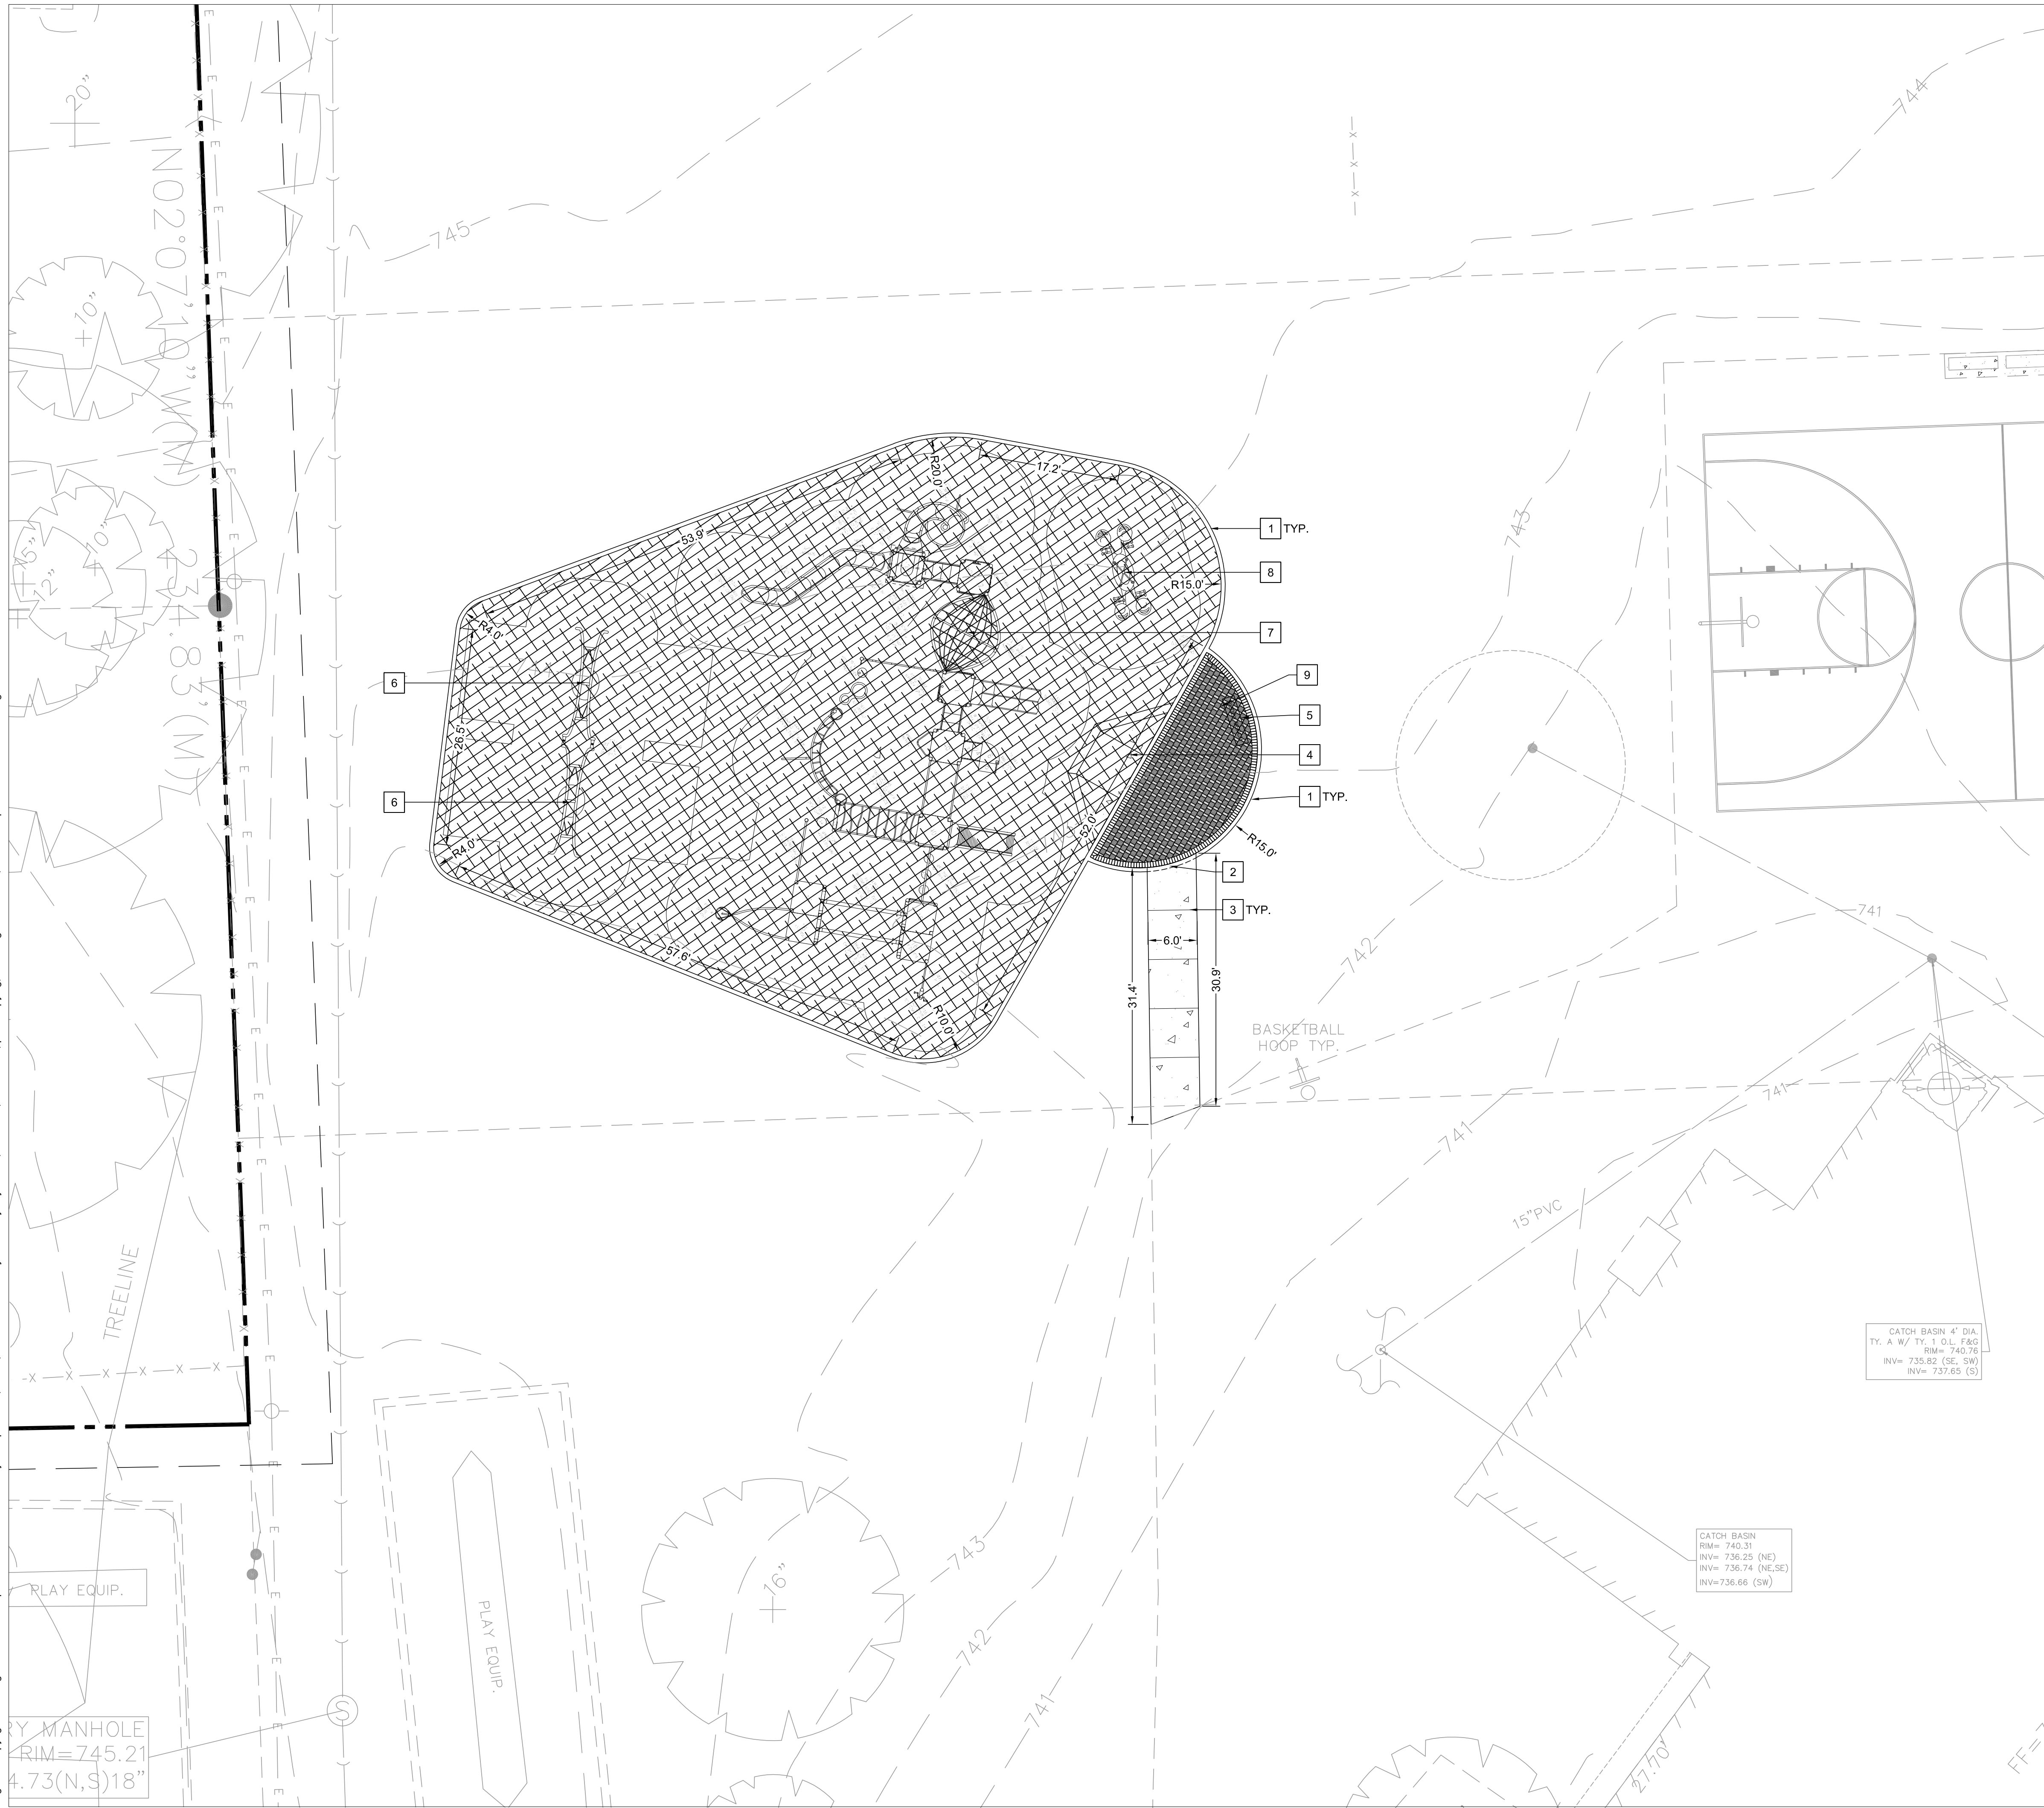 20"
10"
N02°0
15"
12"
10"
234.83' (M)
745
744
743
R20.0'
17.2'
53.9'
R4.0'
R15.0'
1 TYP.
8
7
6
9
5
4
1 TYP.
26.5'
6
R4.0'
52.0'
R15.0'
2
3 TYP.
6.0'
57.6'
R10.0'
31.4'
30.9'
742
741
BASKETBALL
HOOP TYP.
741
741
15"PVC
TREELINE
CATCH BASIN 4' DIA.
TY. A W/ TY. 1 O.L. F&G
RIM= 740.76
INV= 735.82 (SE, SW)
INV= 737.65 (S)
CATCH BASIN
RIM= 740.31
INV= 736.25 (NE)
INV= 736.74 (NE,SE)
INV=736.66 (SW)
PLAY EQUIP.
PLAY EQUIP.
16"
743
742
741
S
RY MANHOLE
RIM=745.21
4.73(N,S)18"
27.70'
FF=